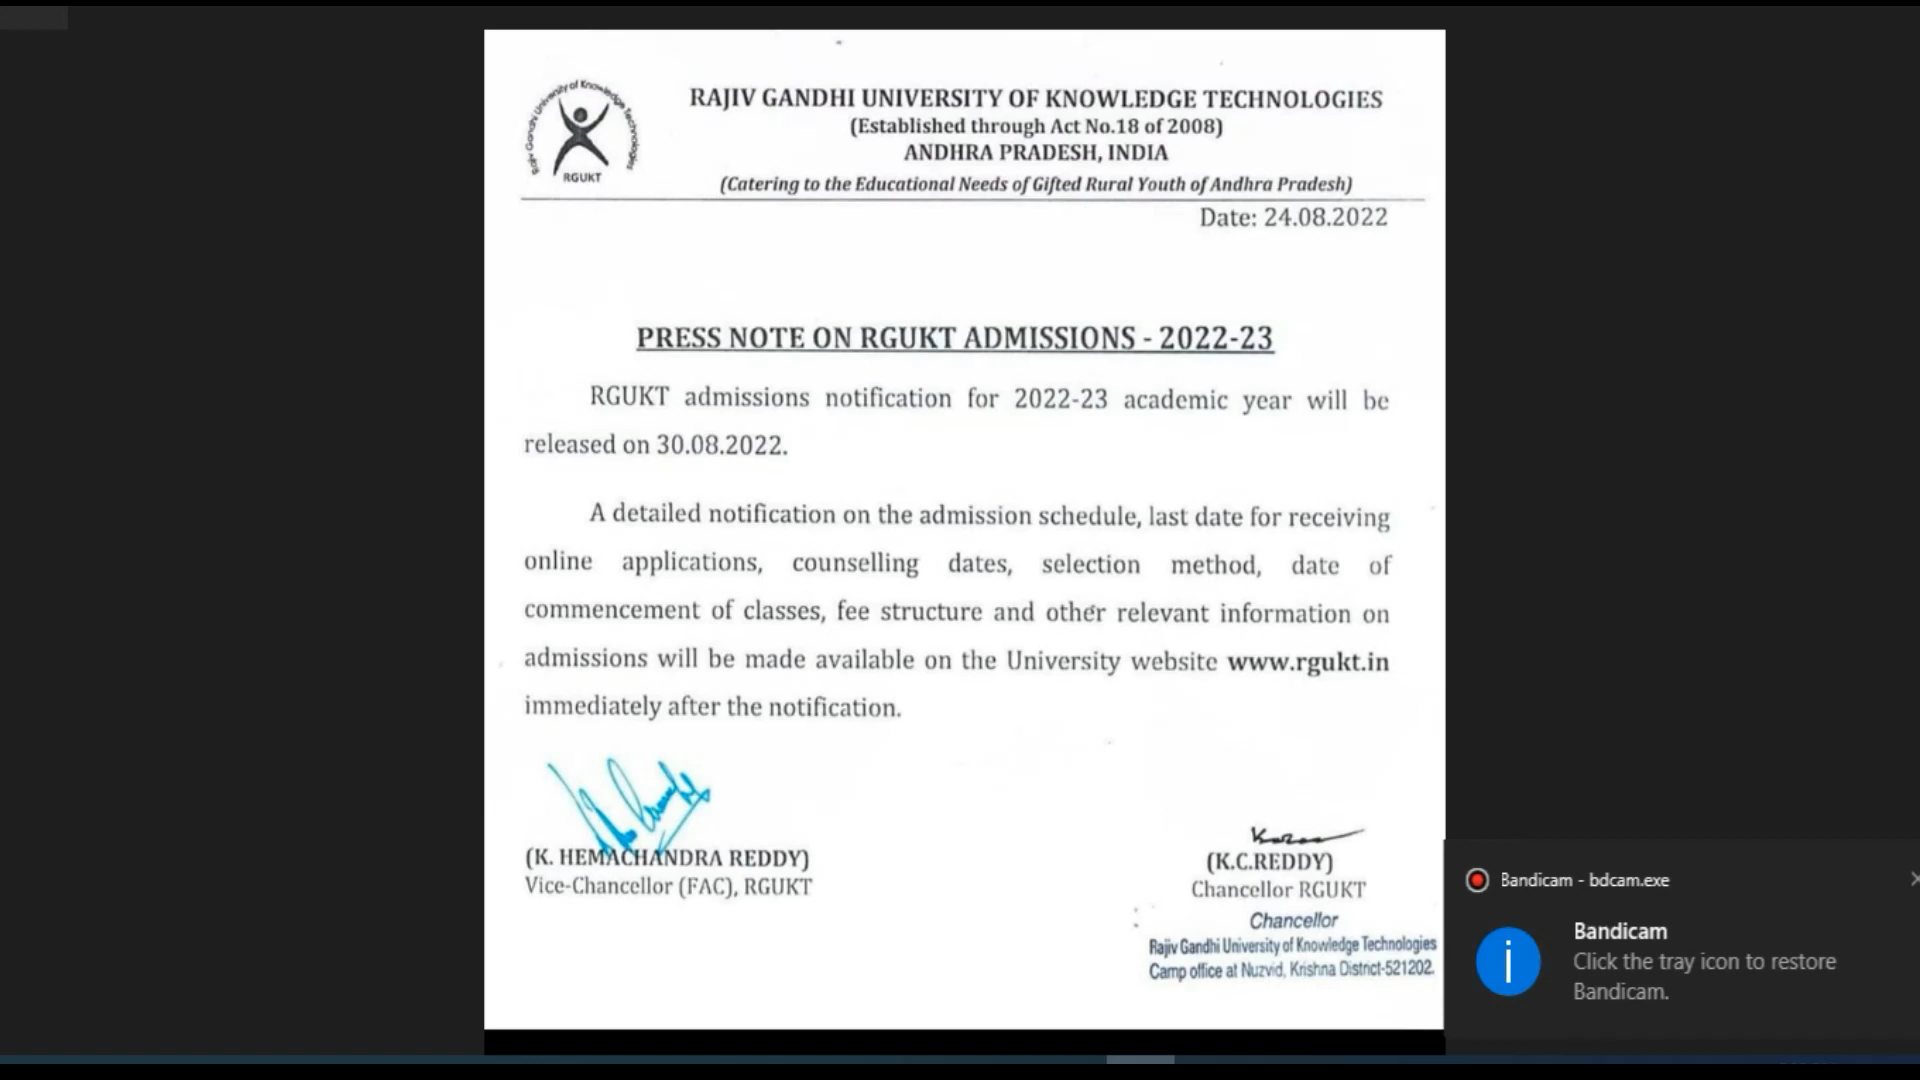 Rajiv Gandhi University of Knowledge Technologies
RGUKT
RAJIV GANDHI UNIVERSITY OF KNOWLEDGE TECHNOLOGIES
(Established through Act No.18 of 2008)
ANDHRA PRADESH, INDIA
(Catering to the Educational Needs of Gifted Rural Youth of Andhra Pradesh)
Date: 24.08.2022
PRESS NOTE ON RGUKT ADMISSIONS - 2022-23
RGUKT admissions notification for 2022-23 academic year will be
released on 30.08.2022.
A detailed notification on the admission schedule, last date for receiving
online applications, counselling dates, selection method, date of
commencement of classes, fee structure and other relevant information on
admissions will be made available on the University website www.rgukt.in
immediately after the notification.
(K. HEMACHANDRA REDDY)
Vice-Chancellor (FAC), RGUKT
(K.C.REDDY)
Chancellor RGUKT
Chancellor
Rajiv Gandhi University of Knowledge Technologies
Camp office at Nuzvid, Krishna District-521202.
Bandicam - bdcam.exe
Bandicam
Click the tray icon to restore
Bandicam.